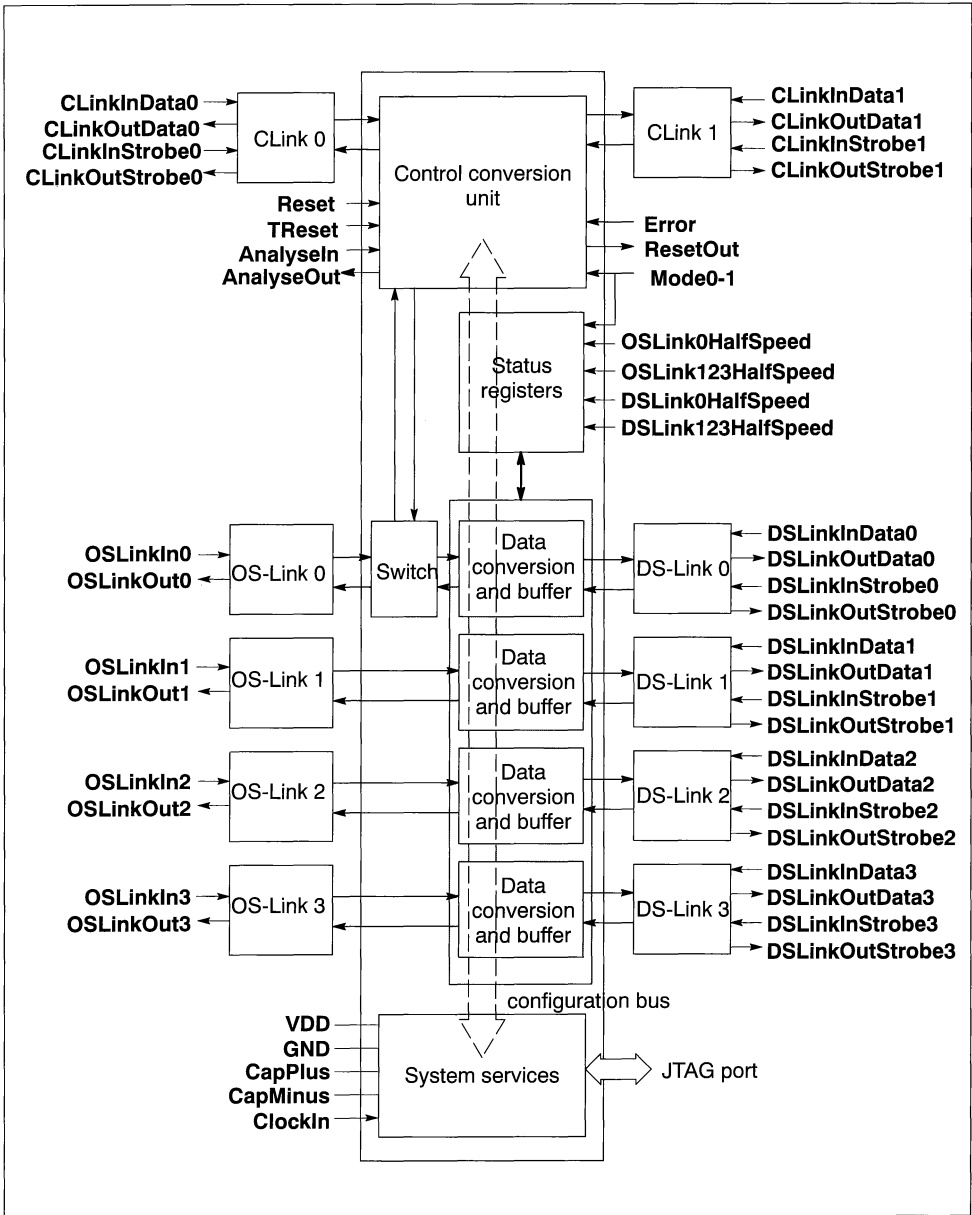 CLinkInData0
CLinkOutData0
CLinkInStrobe0
CLinkOutStrobe0
CLink 0
Control conversion
unit
CLink 1
CLinkInData1
CLinkOutData1
CLinkInStrobe1
CLinkOutStrobe1
Reset
TReset
AnalyseIn
AnalyseOut
Error
ResetOut
Mode0-1
Status
registers
OSLink0HalfSpeed
OSLink123HalfSpeed
DSLink0HalfSpeed
DSLink123HalfSpeed
OSLinkIn0
OSLinkOut0
OS-Link 0
Switch
Data
conversion
and buffer
DS-Link 0
DSLinkInData0
DSLinkOutData0
DSLinkInStrobe0
DSLinkOutStrobe0
OSLinkIn1
OSLinkOut1
OS-Link 1
Data
conversion
and buffer
DS-Link 1
DSLinkInData1
DSLinkOutData1
DSLinkInStrobe1
DSLinkOutStrobe1
OSLinkIn2
OSLinkOut2
OS-Link 2
Data
conversion
and buffer
DS-Link 2
DSLinkInData2
DSLinkOutData2
DSLinkInStrobe2
DSLinkOutStrobe2
OSLinkIn3
OSLinkOut3
OS-Link 3
Data
conversion
and buffer
DS-Link 3
DSLinkInData3
DSLinkOutData3
DSLinkInStrobe3
DSLinkOutStrobe3
configuration bus
VDD
GND
CapPlus
CapMinus
ClockIn
System services
JTAG port